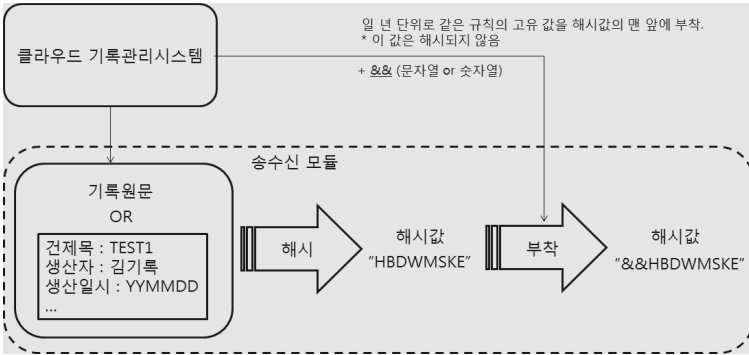 일 년 단위로 같은 규칙의 고유 값을 해시값의 맨 앞에 부착.
* 이 값은 해시되지 않음
클라우드 기록관리시스템
+ && (문자열 or 숫자열)
송수신 모듈
기록원문
OR
건제목 : TEST1
생산자 : 김기록
생산일시 : YYMMDD
...
해시
해시값
"HBDWMSKE"
부착
해시값
"&&HBDWMSKE"